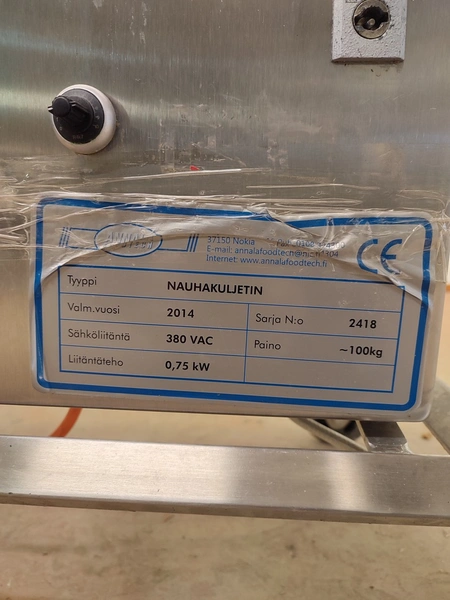 37150 Nokia
E-mail: annalafoodtech@
Internet: www.annalafoodtech.fi
CE
Tyyppi NAUHAKULJETIN
Valm.vuosi 2014 Sarja N:o 2418
Sähköliitäntä 380 VAC Paino ~100kg
Liitäntäteho 0,75 kW